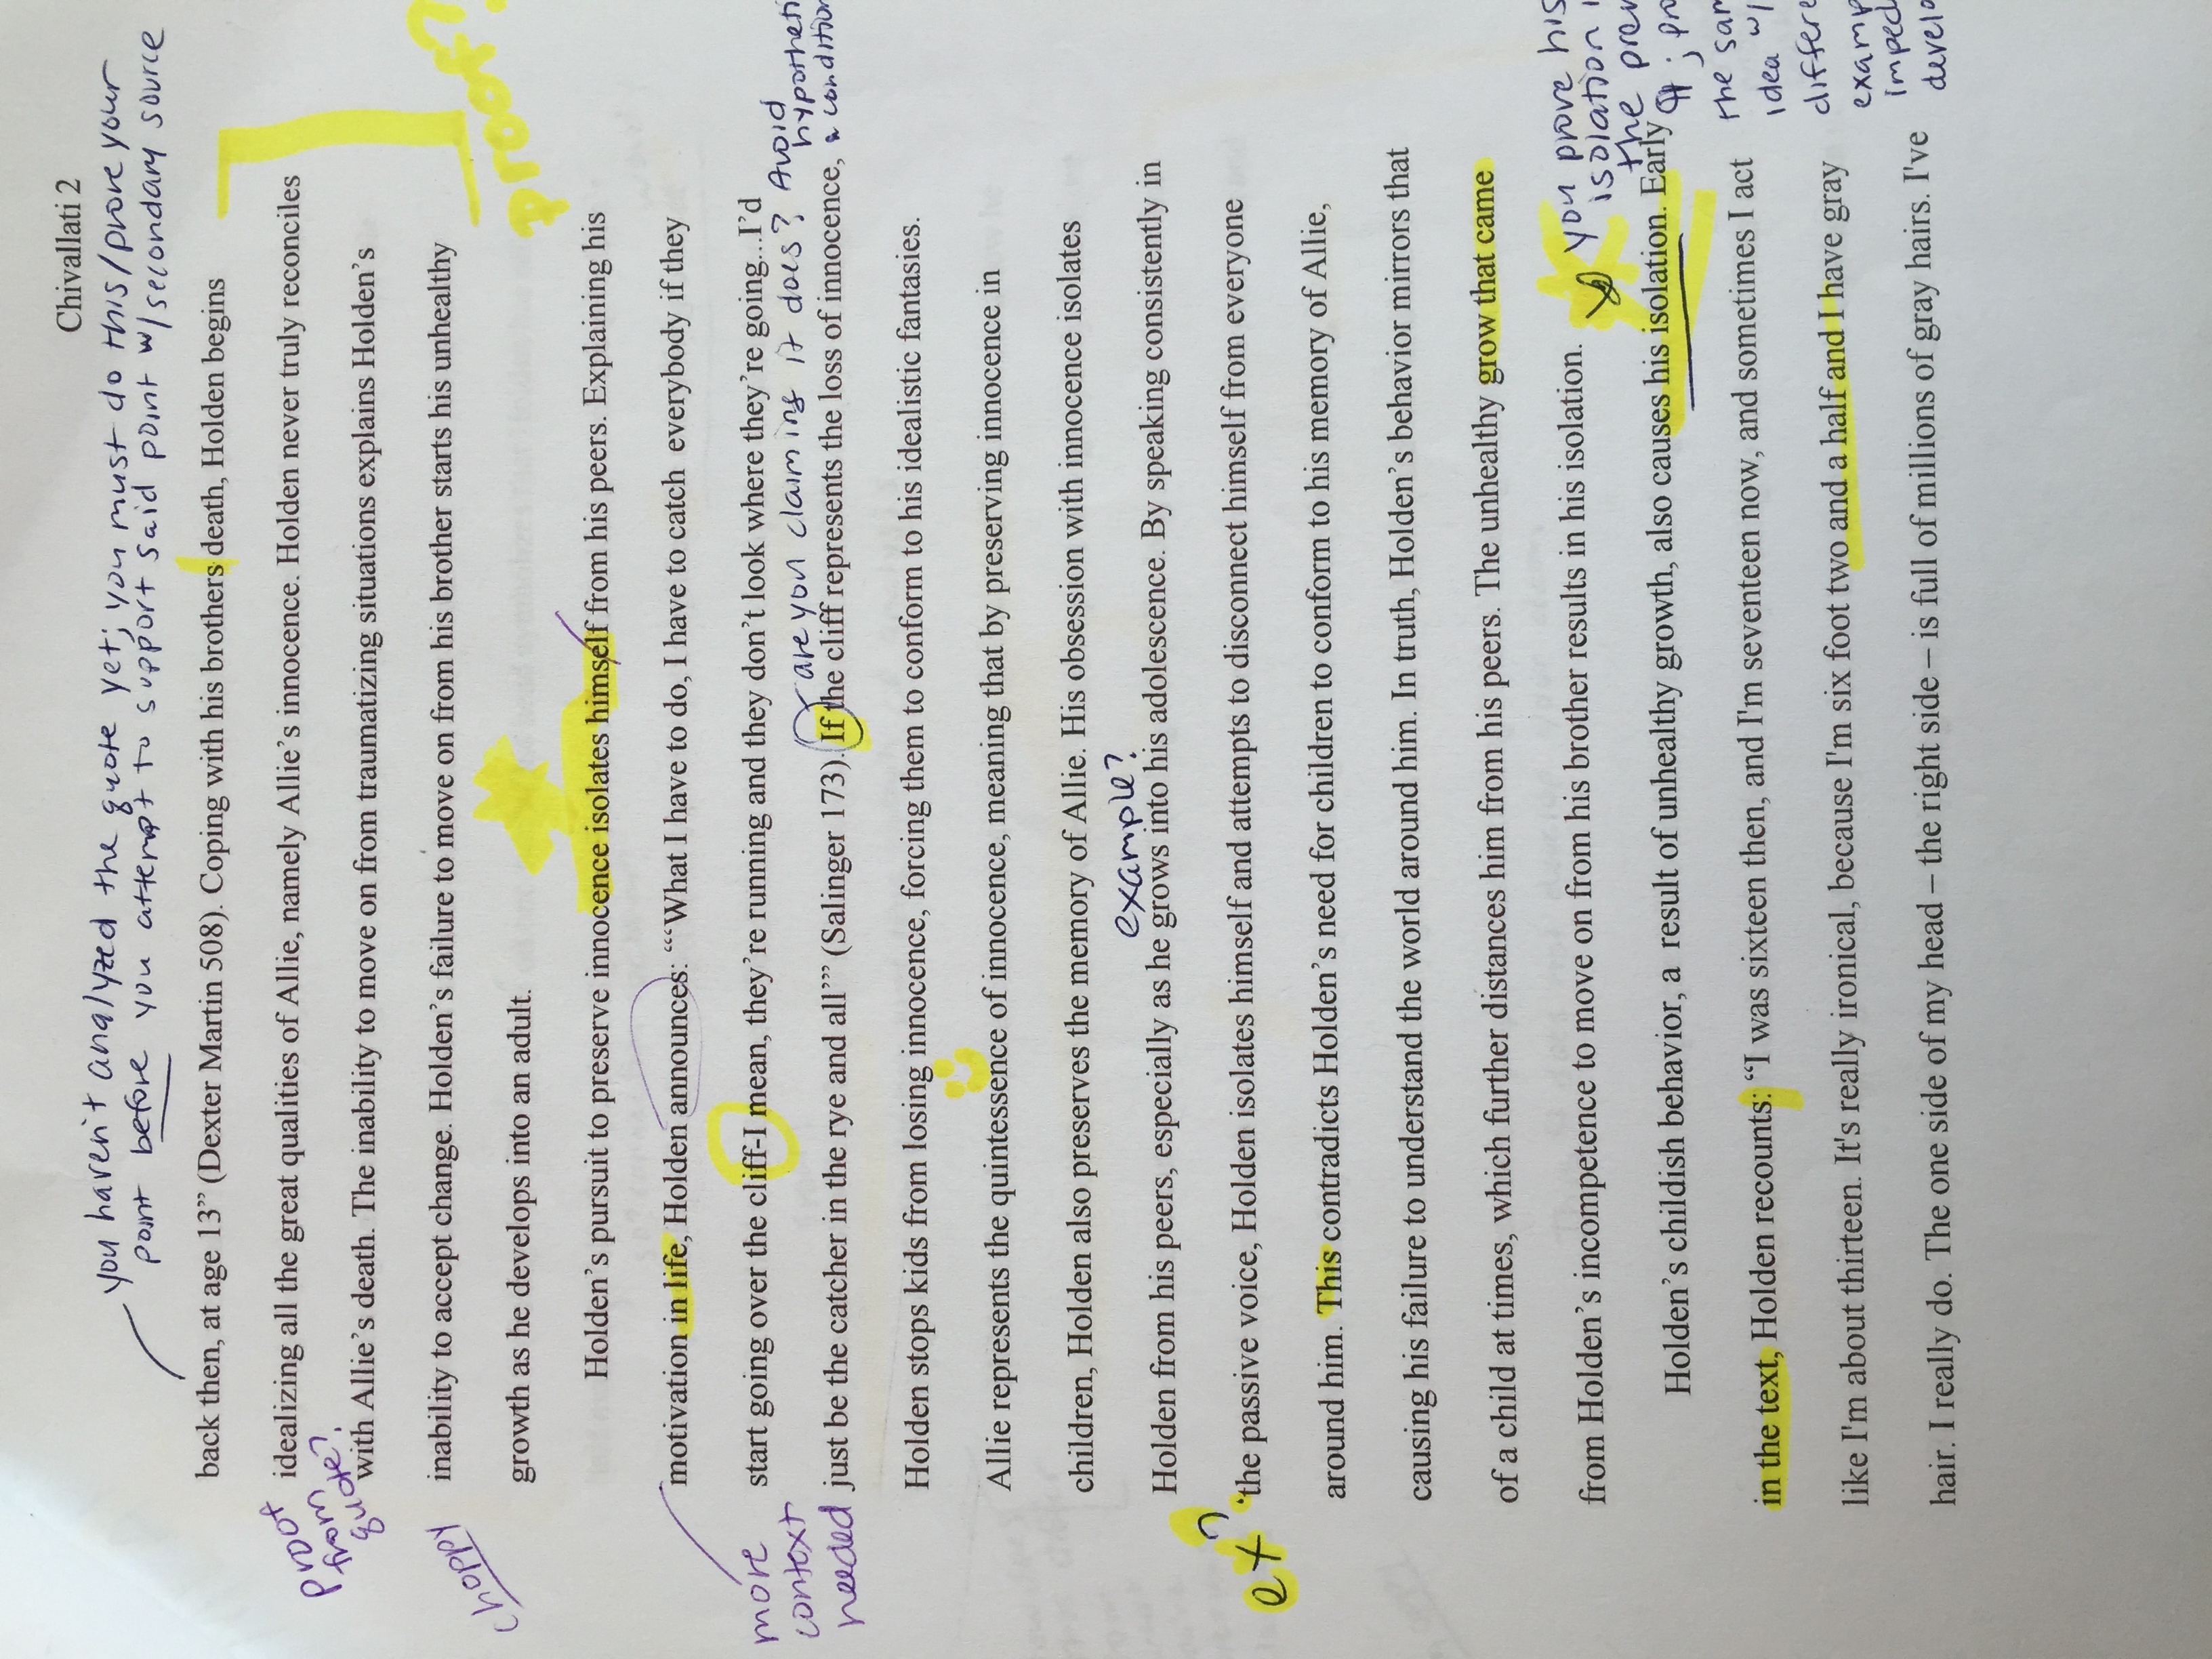 Chivallati 2
you haven't analyzed the quote yet; you must do this/prove your
point before you attempt to support said point w/secondary source
back then, at age 13” (Dexter Martin 508). Coping with his brothers death, Holden begins
proof
from
quote?
idealizing all the great qualities of Allie, namely Allie’s innocence. Holden never truly reconciles
with Allie’s death. The inability to move on from traumatizing situations explains Holden’s
choppy
inability to accept change. Holden’s failure to move on from his brother starts his unhealthy
proof?
growth as he develops into an adult.
Holden’s pursuit to preserve innocence isolates himself from his peers. Explaining his
motivation in life, Holden announces: “‘What I have to do, I have to catch everybody if they
more
context
needed
start going over the cliff-I mean, they’re running and they don’t look where they’re going...I’d
are you claiming it does? Avoid
just be the catcher in the rye and all’” (Salinger 173). If the cliff represents the loss of innocence,
Holden stops kids from losing innocence, forcing them to conform to his idealistic fantasies.
Allie represents the quintessence of innocence, meaning that by preserving innocence in
children, Holden also preserves the memory of Allie. His obsession with innocence isolates
example?
Holden from his peers, especially as he grows into his adolescence. By speaking consistently in
ex?
the passive voice, Holden isolates himself and attempts to disconnect himself from everyone
around him. This contradicts Holden’s need for children to conform to his memory of Allie,
causing his failure to understand the world around him. In truth, Holden’s behavior mirrors that
of a child at times, which further distances him from his peers. The unhealthy grow that came
from Holden’s incompetence to move on from his brother results in his isolation.
you prove his
isolation
the
¶;
the
idea w/
Holden’s childish behavior, a result of unhealthy growth, also causes his isolation. Early
in the text, Holden recounts: “I was sixteen then, and I'm seventeen now, and sometimes I act
like I'm about thirteen. It's really ironical, because I'm six foot two and a half and I have gray
hair. I really do. The one side of my head – the right side – is full of millions of gray hairs. I've